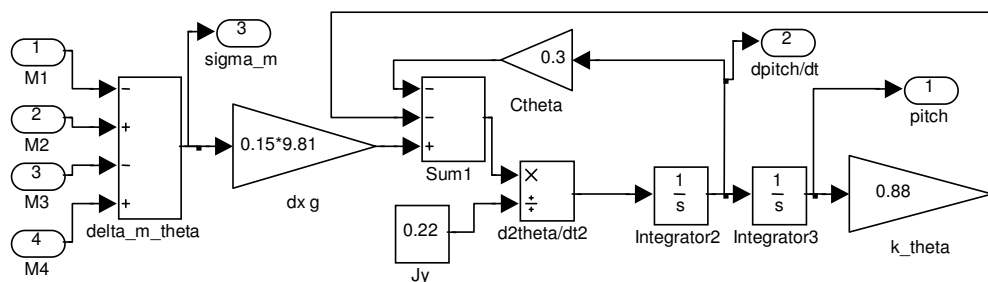 1
M1
2
M2
3
M3
4
M4
−
+
−
+
delta_m_theta
3
sigma_m
0.15*9.81
dx g
0.3
Ctheta
−
−
+
Sum1
0.22
Jy
×
÷
d2theta/dt2
1
s
Integrator2
2
dpitch/dt
1
s
Integrator3
1
pitch
0.88
k_theta